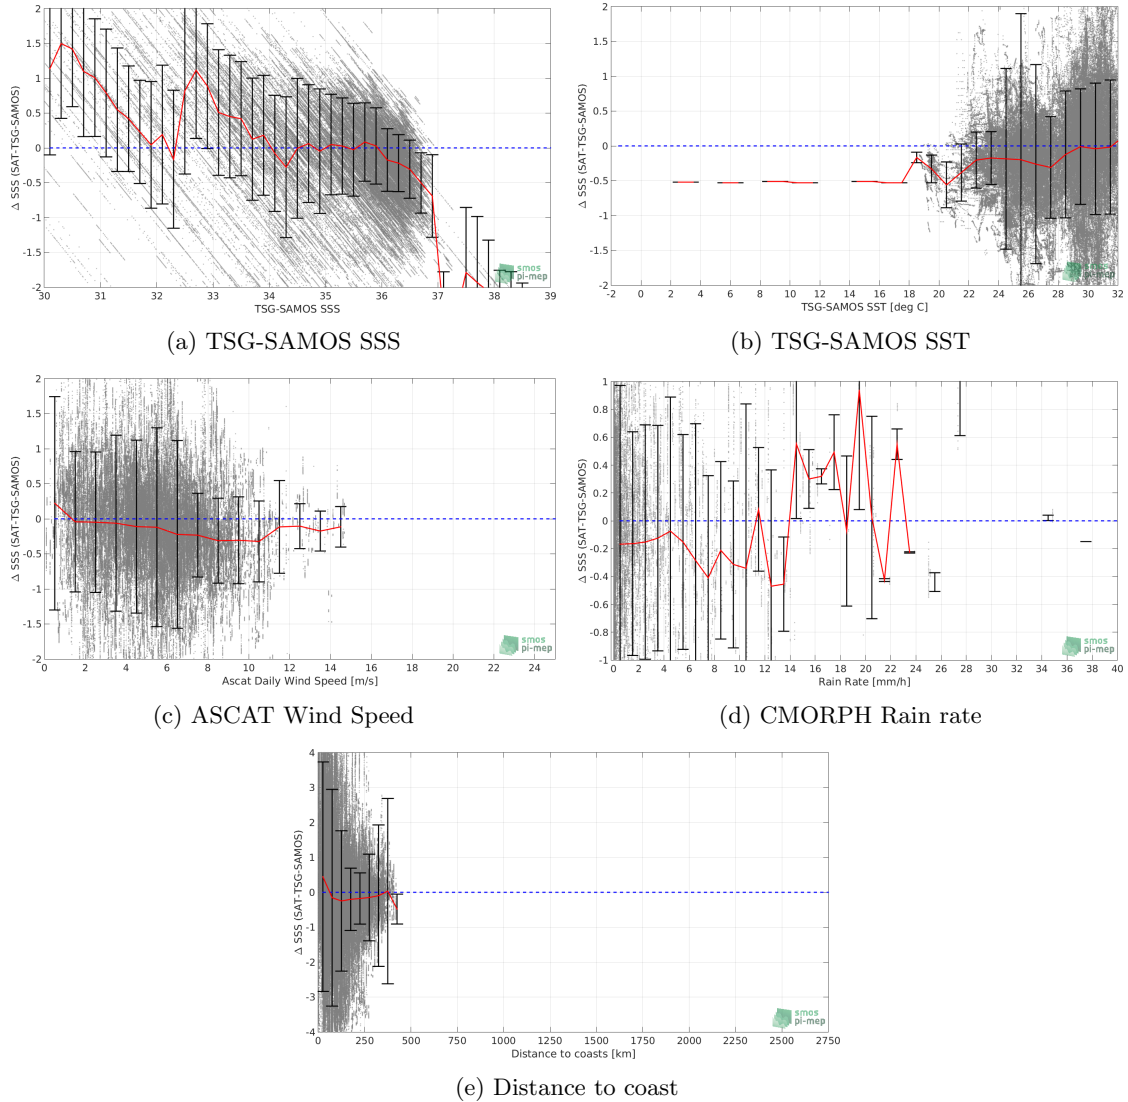 2
1.5
1
0.5
0
-0.5
-1
-1.5
-2
Δ SSS (SAT-TSG-SAMOS)
30 31 32 33 34 35 36 37 38 39
TSG-SAMOS SSS
smos
pi-mep
(a) TSG-SAMOS SSS
2
1.5
1
0.5
0
-0.5
-1
-1.5
-2
Δ SSS (SAT-TSG-SAMOS)
-2 0 2 4 6 8 10 12 14 16 18 20 22 24 26 28 30 32
TSG-SAMOS SST [deg C]
smos
pi-mep
(b) TSG-SAMOS SST
2
1.5
1
0.5
0
-0.5
-1
-1.5
-2
Δ SSS (SAT-TSG-SAMOS)
0 2 4 6 8 10 12 14 16 18 20 22 24
Ascat Daily Wind Speed [m/s]
smos
pi-mep
(c) ASCAT Wind Speed
1
0.8
0.6
0.4
0.2
0
-0.2
-0.4
-0.6
-0.8
-1
Δ SSS (SAT-TSG-SAMOS)
0 2 4 6 8 10 12 14 16 18 20 22 24 26 28 30 32 34 36 38 40
Rain Rate [mm/h]
smos
pi-mep
(d) CMORPH Rain rate
4
3
2
1
0
-1
-2
-3
-4
Δ SSS (SAT-TSG-SAMOS)
0 250 500 750 1000 1250 1500 1750 2000 2250 2500 2750
Distance to coasts [km]
smos
pi-mep
(e) Distance to coast